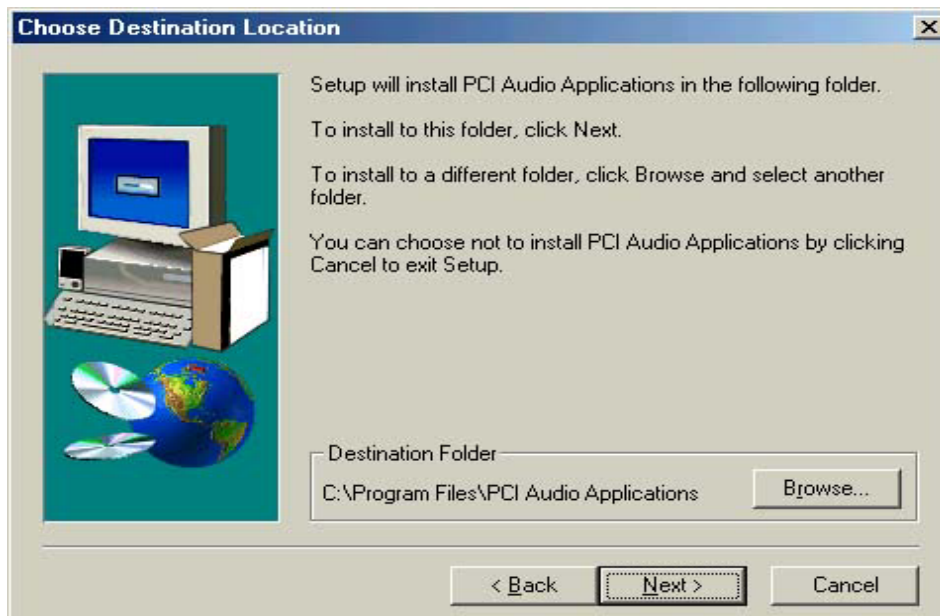 Choose Destination Location
Setup will install PCI Audio Applications in the following folder.
To install to this folder, click Next.
To install to a different folder, click Browse and select another
folder.
You can choose not to install PCI Audio Applications by clicking
Cancel to exit Setup.
Destination Folder
C:\Program Files\PCI Audio Applications
Browse...
< Back
Next >
Cancel